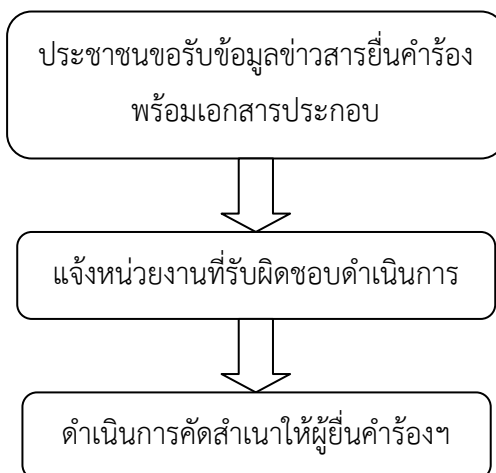 ประชาชนขอรับข้อมูลข่าวสารยื่นคำร้อง
พร้อมเอกสารประกอบ
แจ้งหน่วยงานที่รับผิดชอบดำเนินการ
ดำเนินการคัดสำเนาให้ผู้ยื่นคำร้องฯ